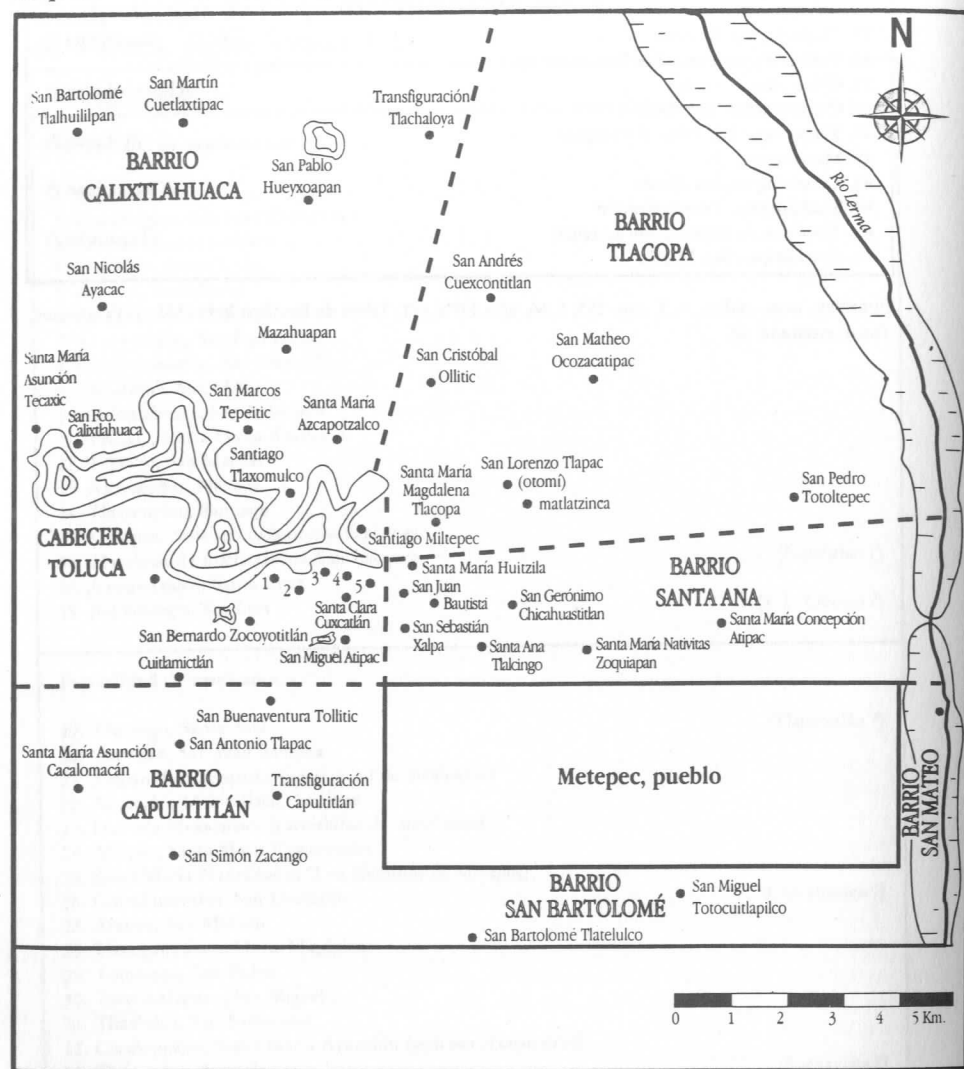 N
San Bartolomé
Tlalhuililpan
San Martín
Cuetlaxtipac
Transfiguración
Tlachaloya
BARRIO
CALIXTLAHUACA
San Pablo
Hueyxoapan
Río Lerma
BARRIO
TLACOPA
San Nicolás
Ayacac
San Andrés
Cuexcontitlan
Mazahuapan
San Cristóbal
Ollitic
San Matheo
Ocozacatipac
Santa María
Asunción
Tecaxic
San Fco.
Calixtlahuaca
San Marcos
Tepeitic
Santa María
Azcapotzalco
Santiago
Tlaxomulco
Santa María
Magdalena
Tlacopa
San Lorenzo Tlapac
(otomí)
matlatzinca
San Pedro
Totoltepec
CABECERA
TOLUCA
Santiago Miltepec
1
2
3
4
5
Santa María Huitzila
BARRIO
SANTA ANA
San Juan
Bautista
San Gerónimo
Chicahuastitlan
Santa Clara
Cuxcatlán
San Bernardo Zocoyotitlán
San Miguel Atipac
San Sebastián
Xalpa
Santa Ana
Tlalcingo
Santa María Nativitas
Zoquiapan
Santa María Concepción
Atipac
Cuitlamictlán
San Buenaventura Tollitic
San Antonio Tlapac
Santa María Asunción
Cacalomacán
BARRIO
CAPULTITLÁN
Transfiguración
Capultitlán
San Simón Zacango
Metepec, pueblo
BARRIO
SAN MATEO
BARRIO
SAN BARTOLOMÉ
San Miguel
Totocuitlapilco
San Bartolomé Tlatelulco
0 1 2 3 4 5 Km.